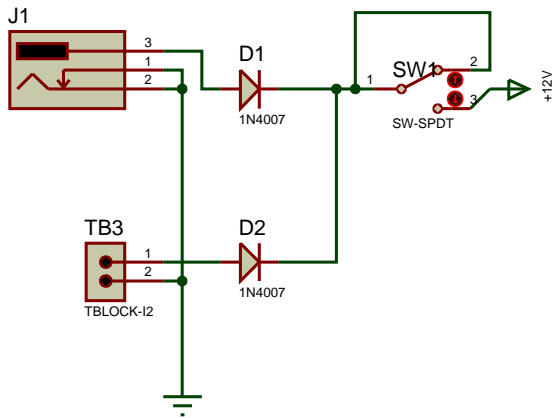 J1
3
1
2
D1
1N4007
SW1
1
2
3
SW-SPDT
+12V
TB3
1
2
TBLOCK-I2
D2
1N4007